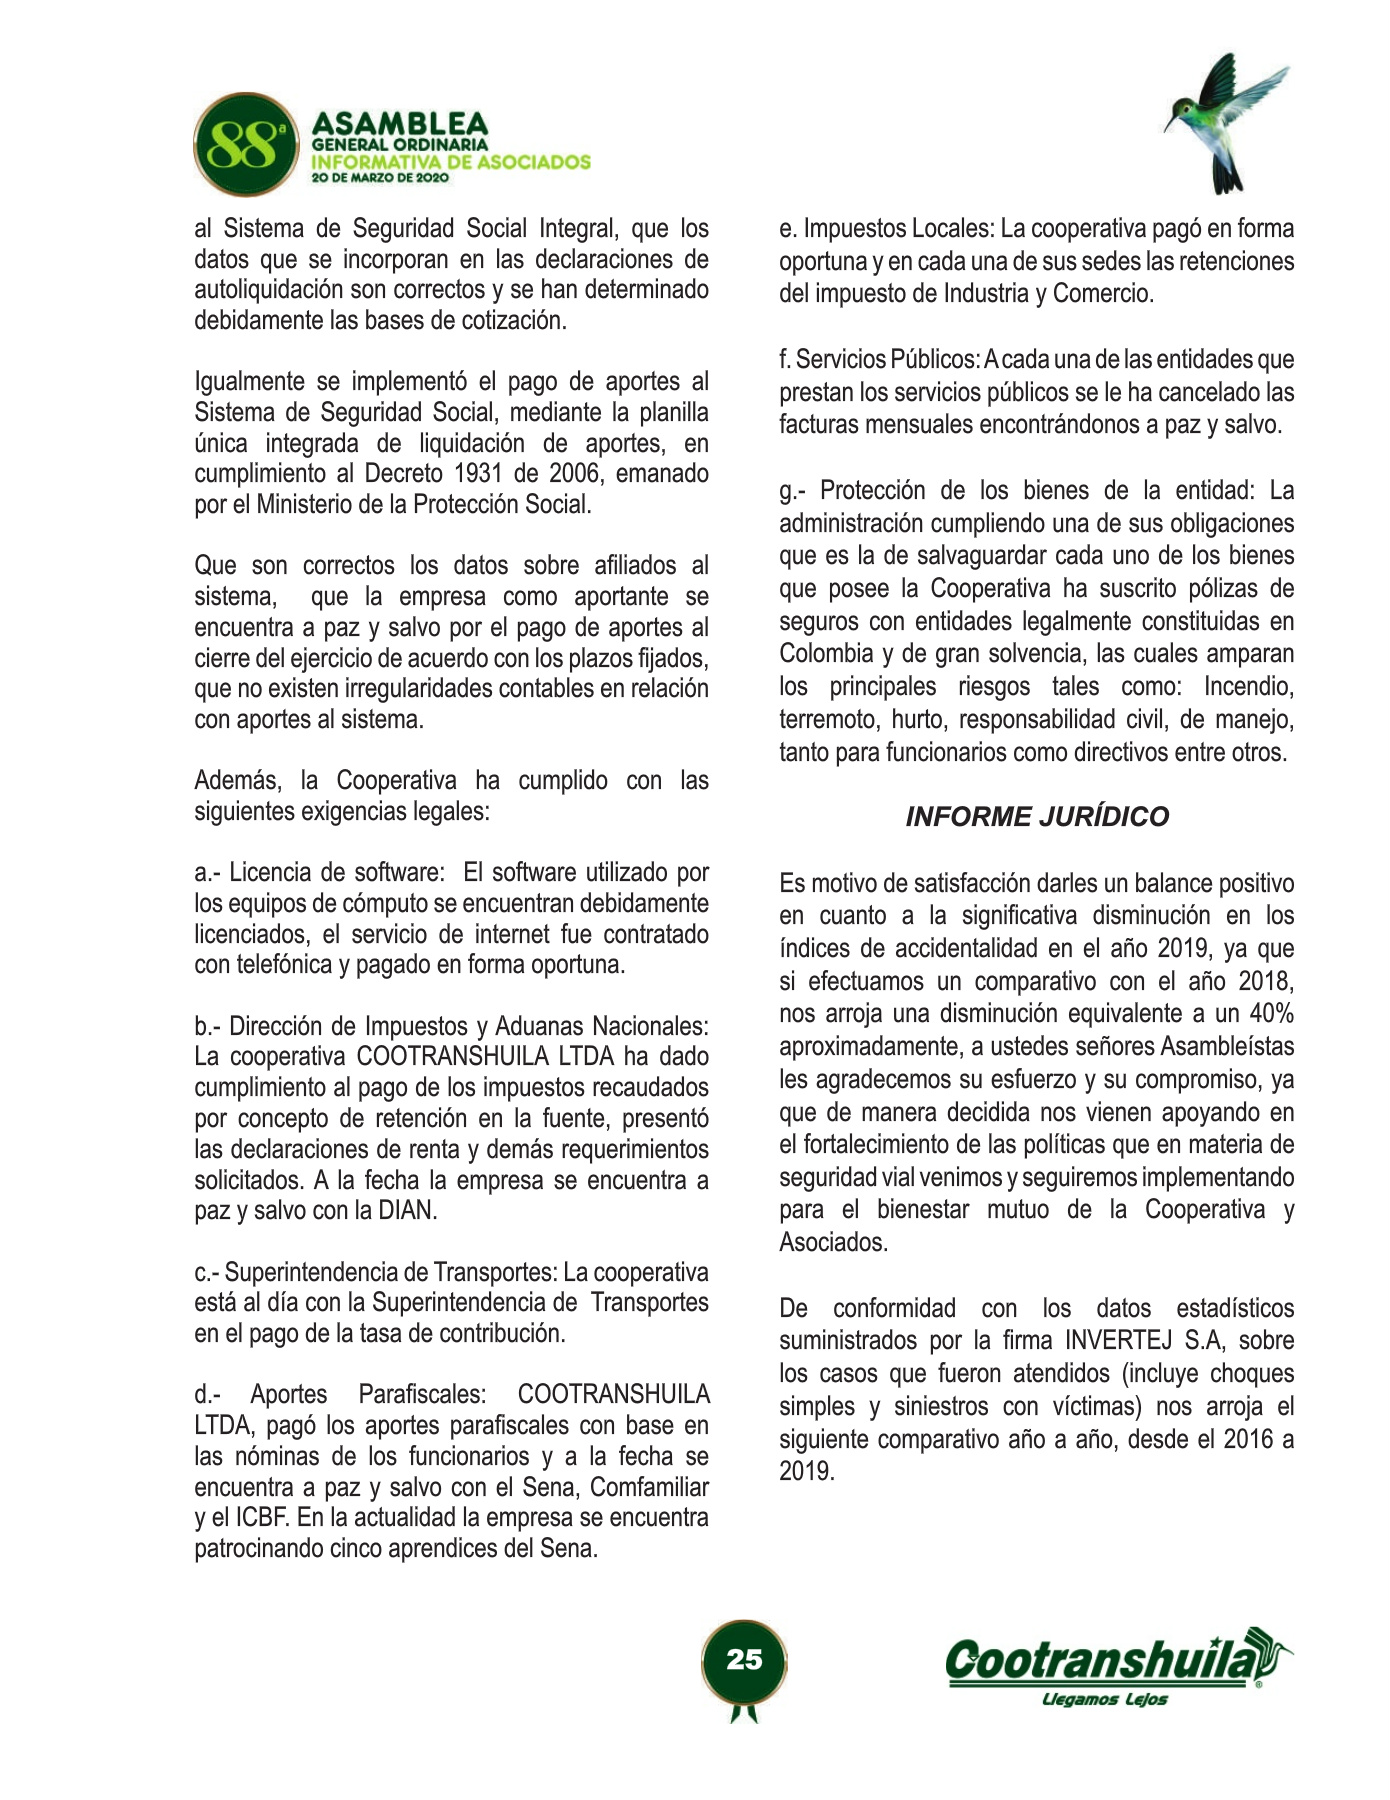 88ª
ASAMBLEA
GENERAL ORDINARIA
INFORMATIVA DE ASOCIADOS
20 DE MARZO DE 2020
al Sistema de Seguridad Social Integral, que los
datos que se incorporan en las declaraciones de
autoliquidación son correctos y se han determinado
debidamente las bases de cotización.
Igualmente se implementó el pago de aportes al
Sistema de Seguridad Social, mediante la planilla
única integrada de liquidación de aportes, en
cumplimiento al Decreto 1931 de 2006, emanado
por el Ministerio de la Protección Social.
Que son correctos los datos sobre afiliados al
sistema, que la empresa como aportante se
encuentra a paz y salvo por el pago de aportes al
cierre del ejercicio de acuerdo con los plazos fijados,
que no existen irregularidades contables en relación
con aportes al sistema.
Además, la Cooperativa ha cumplido con las
siguientes exigencias legales:
a.- Licencia de software: El software utilizado por
los equipos de cómputo se encuentran debidamente
licenciados, el servicio de internet fue contratado
con telefónica y pagado en forma oportuna.
b.- Dirección de Impuestos y Aduanas Nacionales:
La cooperativa COOTRANSHUILA LTDA ha dado
cumplimiento al pago de los impuestos recaudados
por concepto de retención en la fuente, presentó
las declaraciones de renta y demás requerimientos
solicitados. A la fecha la empresa se encuentra a
paz y salvo con la DIAN.
c.- Superintendencia de Transportes: La cooperativa
está al día con la Superintendencia de Transportes
en el pago de la tasa de contribución.
d.- Aportes Parafiscales: COOTRANSHUILA
LTDA, pagó los aportes parafiscales con base en
las nóminas de los funcionarios y a la fecha se
encuentra a paz y salvo con el Sena, Comfamiliar
y el ICBF. En la actualidad la empresa se encuentra
patrocinando cinco aprendices del Sena.
e. Impuestos Locales: La cooperativa pagó en forma
oportuna y en cada una de sus sedes las retenciones
del impuesto de Industria y Comercio.
f. Servicios Públicos: A cada una de las entidades que
prestan los servicios públicos se le ha cancelado las
facturas mensuales encontrándonos a paz y salvo.
g.- Protección de los bienes de la entidad: La
administración cumpliendo una de sus obligaciones
que es la de salvaguardar cada uno de los bienes
que posee la Cooperativa ha suscrito pólizas de
seguros con entidades legalmente constituidas en
Colombia y de gran solvencia, las cuales amparan
los principales riesgos tales como: Incendio,
terremoto, hurto, responsabilidad civil, de manejo,
tanto para funcionarios como directivos entre otros.
INFORME JURÍDICO
Es motivo de satisfacción darles un balance positivo
en cuanto a la significativa disminución en los
índices de accidentalidad en el año 2019, ya que
si efectuamos un comparativo con el año 2018,
nos arroja una disminución equivalente a un 40%
aproximadamente, a ustedes señores Asambleístas
les agradecemos su esfuerzo y su compromiso, ya
que de manera decidida nos vienen apoyando en
el fortalecimiento de las políticas que en materia de
seguridad vial venimos y seguiremos implementando
para el bienestar mutuo de la Cooperativa y
Asociados.
De conformidad con los datos estadísticos
suministrados por la firma INVERTEJ S.A, sobre
los casos que fueron atendidos (incluye choques
simples y siniestros con víctimas) nos arroja el
siguiente comparativo año a año, desde el 2016 a
2019.
25
Cootranshuila®
Llegamos Lejos